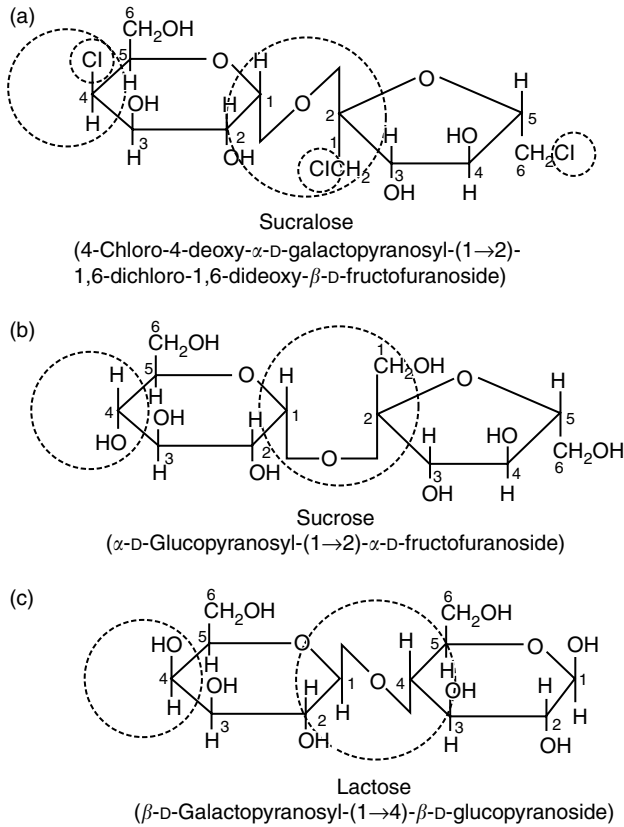 (a)
6
CH₂OH
Cl 5 O H O H
4 H 1 O 2 5
OH H 1 H HO
H 3 2 CH₂Cl
H OH ClCH₂ 3 4 6
OH H
Sucralose
(4-Chloro-4-deoxy-α-D-galactopyranosyl-(1→2)-
1,6-dichloro-1,6-dideoxy-β-D-fructofuranoside)
(b)
6 1
CH₂OH CH₂OH
H 5 O H O H
4 H 1 2 5
HO OH H H HO CH₂OH
3 2 O 3 4 6
H OH OH H
Sucrose
(α-D-Glucopyranosyl-(1→2)-α-D-fructofuranoside)
(c)
6 6
CH₂OH CH₂OH
HO 5 O H 5 O OH
4 H 1 O 4 H 1
OH H H OH H H
3 2 3 2
H OH H OH
Lactose
(β-D-Galactopyranosyl-(1→4)-β-D-glucopyranoside)